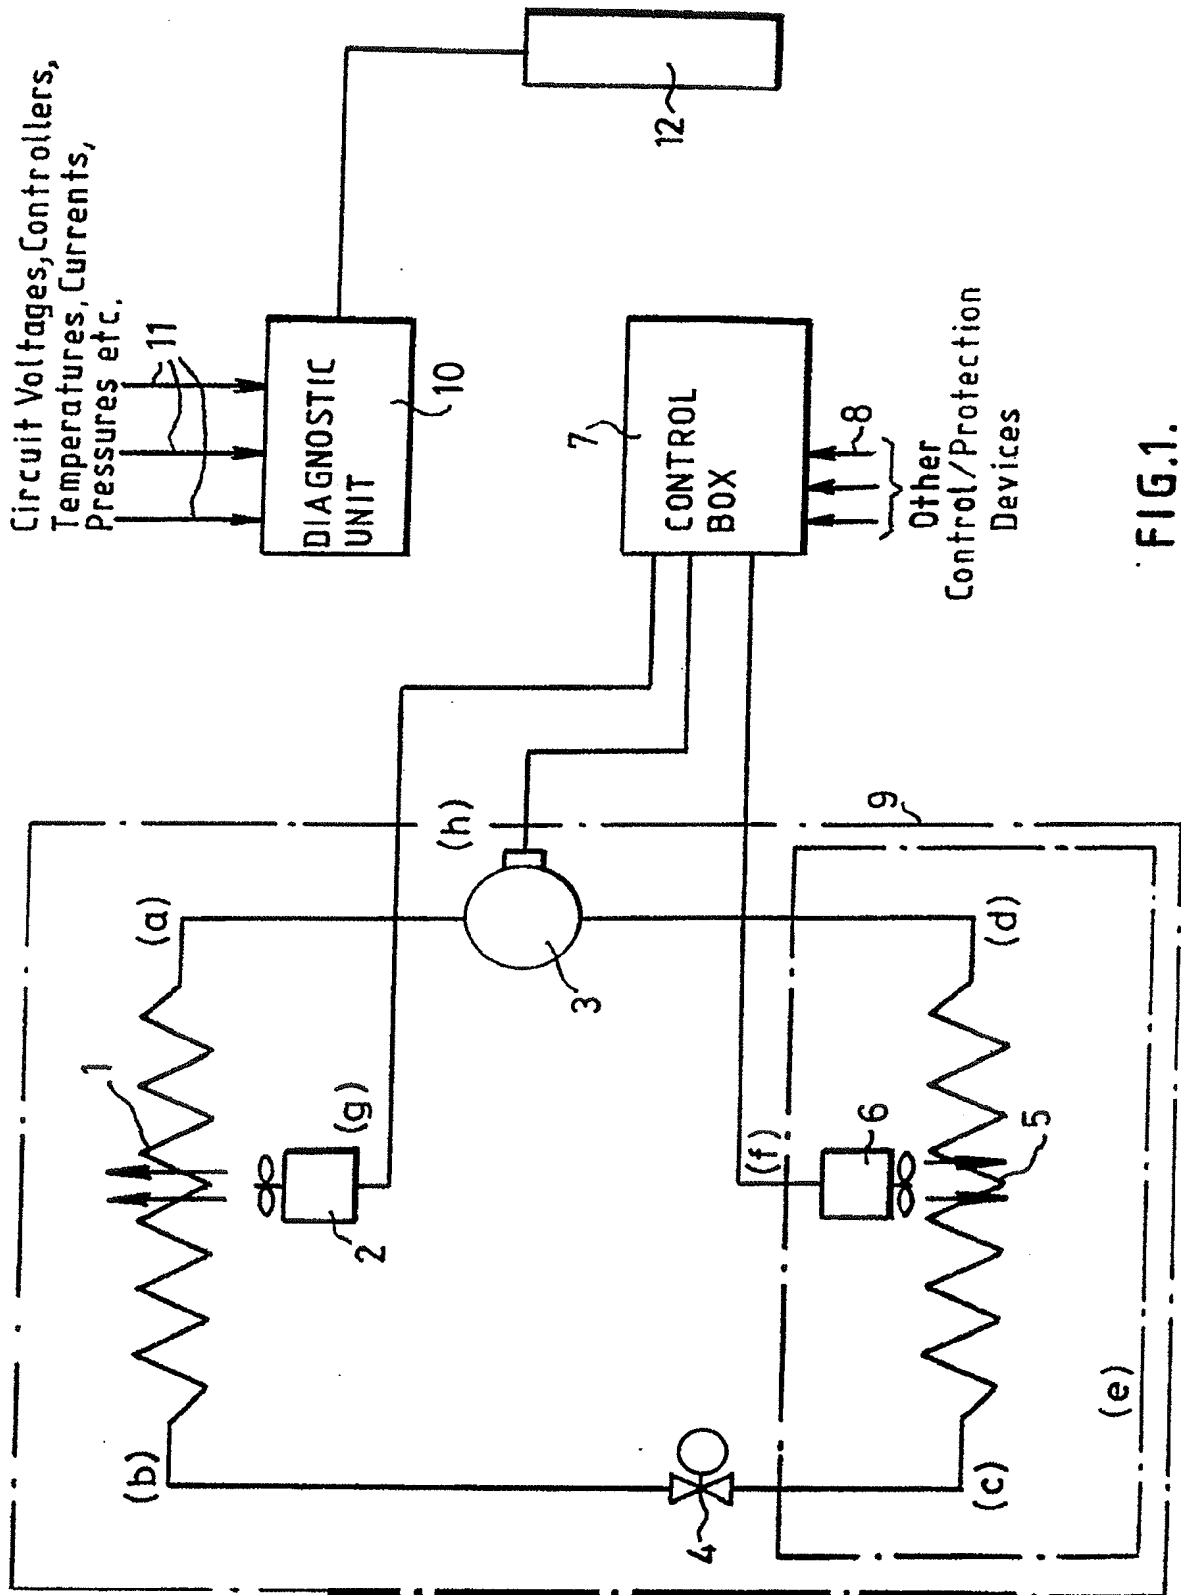 Circuit Voltages, Controllers,
Temperatures, Currents,
Pressures etc.
11
DIAGNOSTIC
UNIT
10
12
7
CONTROL
BOX
8
Other
Control/Protection
Devices
9
(h)
(a)
1
(g)
2
3
(b)
4
(f)
6
5
(d)
(c)
(e)
FIG.1.